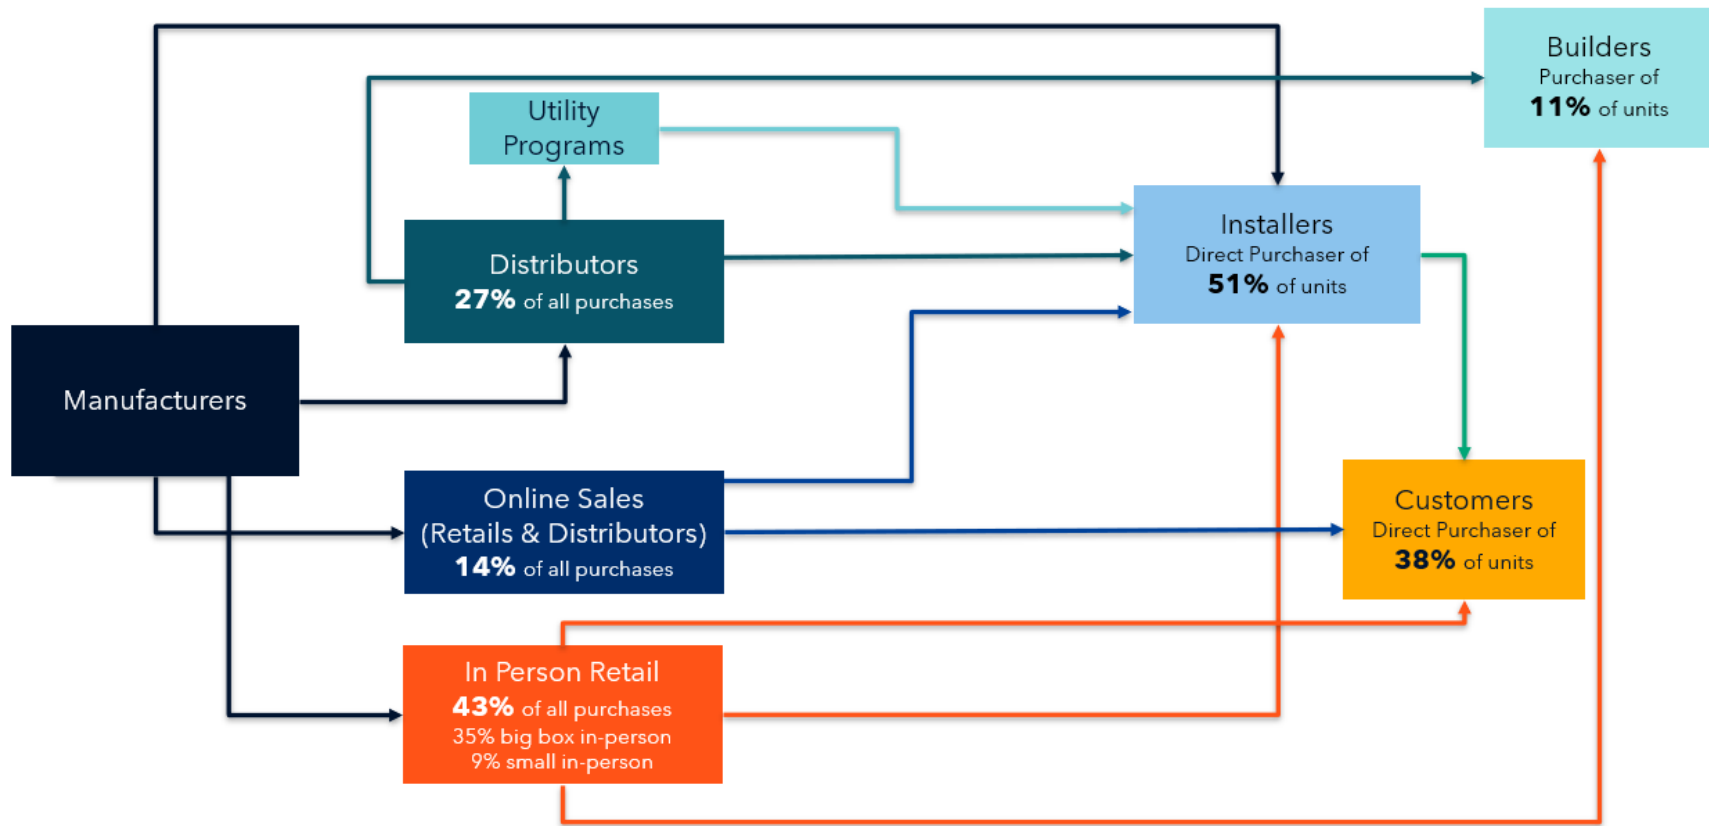 Builders
Purchaser of
11% of units
Utility
Programs
Installers
Direct Purchaser of
51% of units
Distributors
27% of all purchases
Manufacturers
Online Sales
(Retails & Distributors)
14% of all purchases
Customers
Direct Purchaser of
38% of units
In Person Retail
43% of all purchases
35% big box in-person
9% small in-person